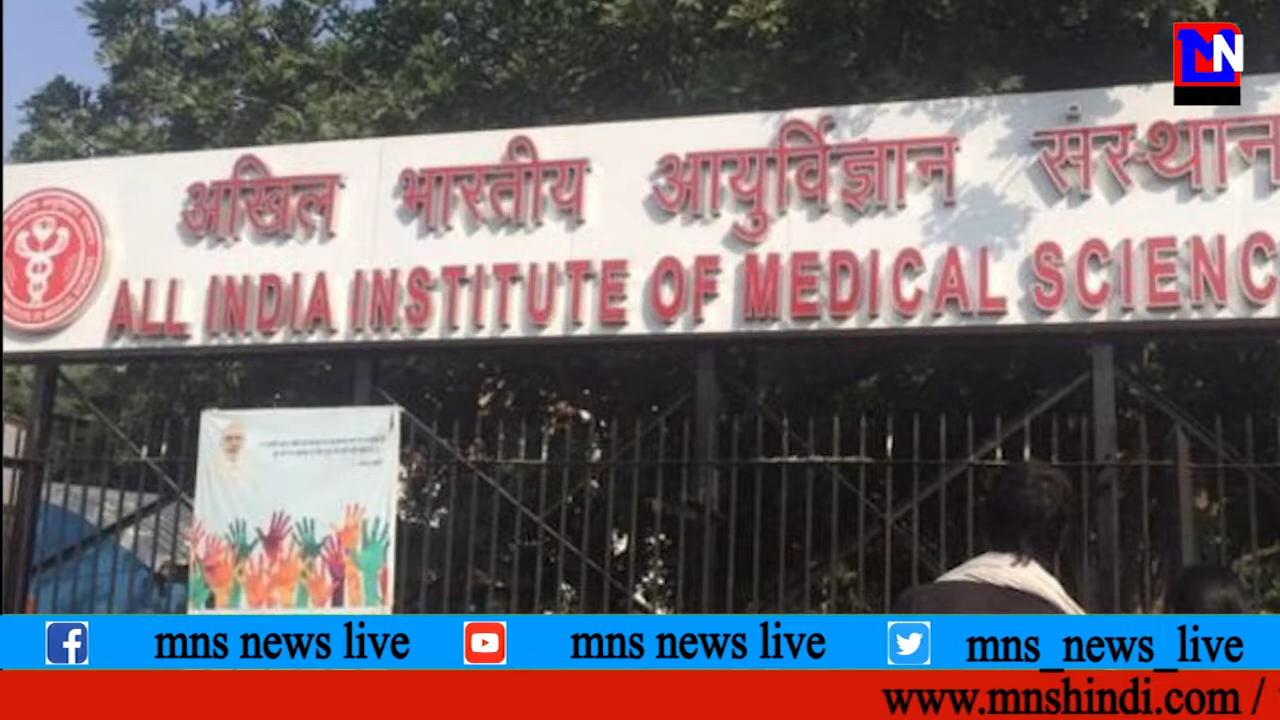 MN
अखिल भारतीय आयुर्विज्ञान संस्थान
ALL INDIA INSTITUTE OF MEDICAL SCIENC
mns news live
mns news live
mns_news_live
www.mnshindi.com /